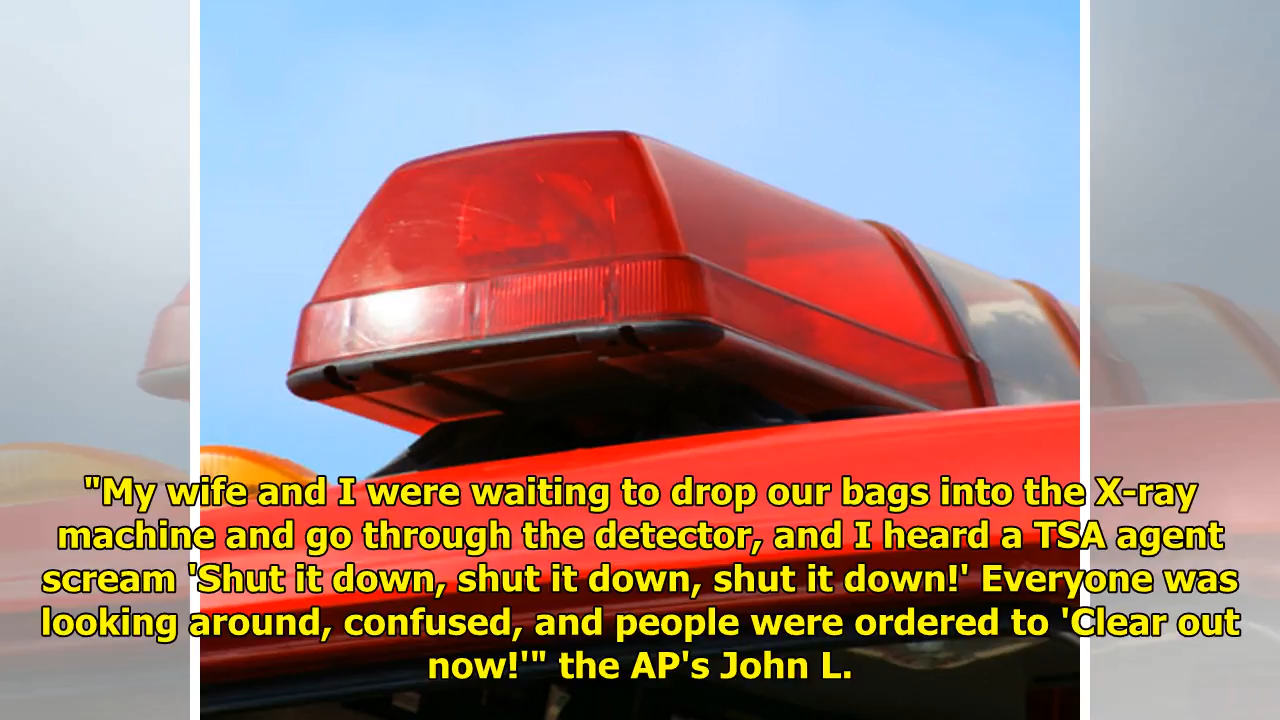 "My wife and I were waiting to drop our bags into the X-ray
machine and go through the detector, and I heard a TSA agent
scream 'Shut it down, shut it down, shut it down!' Everyone was
looking around, confused, and people were ordered to 'Clear out
now!'" the AP's John L.